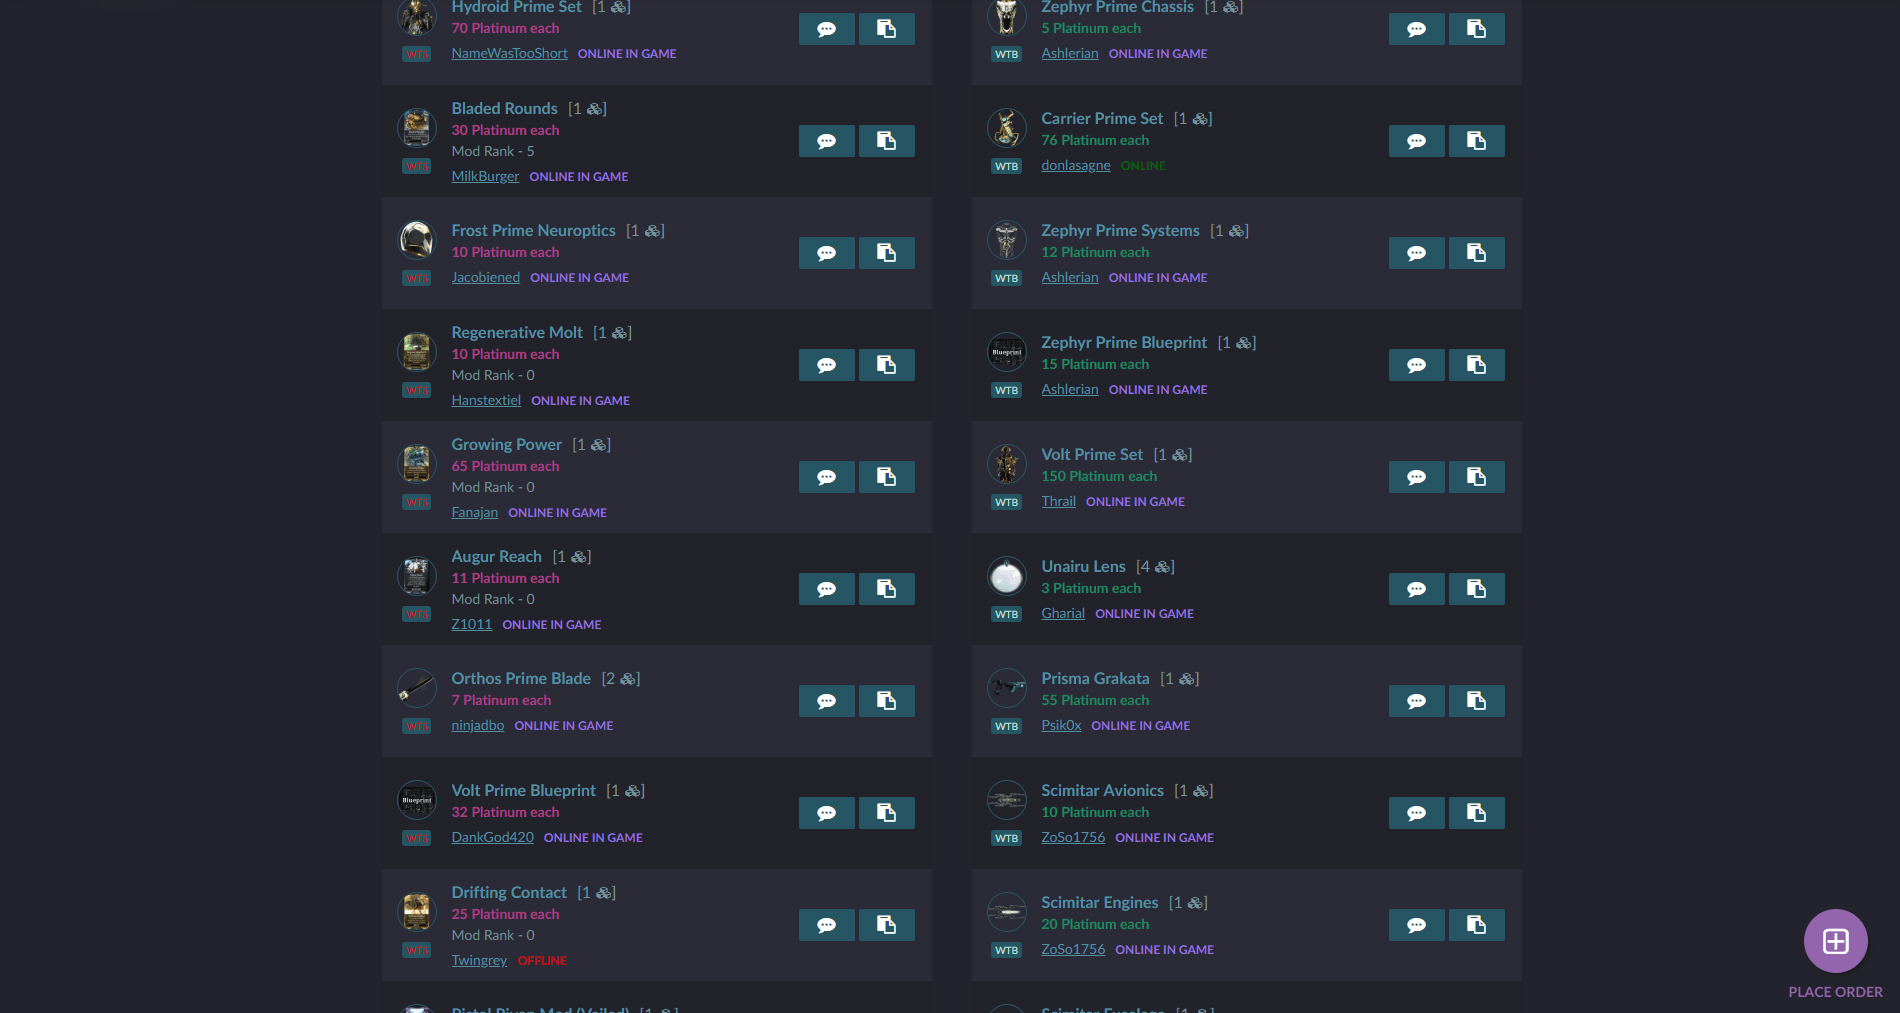 Hydroid Prime Set [1]
70 Platinum each
WTS
NameWasTooShort ONLINE IN GAME
Bladed Rounds [1]
30 Platinum each
Mod Rank - 5
WTS
MilkBurger ONLINE IN GAME
Frost Prime Neuroptics [1]
10 Platinum each
WTS
Jacobiened ONLINE IN GAME
Regenerative Molt [1]
10 Platinum each
Mod Rank - 0
WTS
Hanstextiel ONLINE IN GAME
Growing Power [1]
65 Platinum each
Mod Rank - 0
WTS
Fanajan ONLINE IN GAME
Augur Reach [1]
11 Platinum each
Mod Rank - 0
WTS
Z1011 ONLINE IN GAME
Orthos Prime Blade [2]
7 Platinum each
WTS
ninjadbo ONLINE IN GAME
Blueprint
Volt Prime Blueprint [1]
32 Platinum each
WTS
DankGod420 ONLINE IN GAME
Drifting Contact [1]
25 Platinum each
Mod Rank - 0
WTS
Twingrey OFFLINE
Pistol Riven Mod (Veiled) [1]
Zephyr Prime Chassis [1]
5 Platinum each
WTB
Ashlerian ONLINE IN GAME
Carrier Prime Set [1]
76 Platinum each
WTB
donlasagne ONLINE
Zephyr Prime Systems [1]
12 Platinum each
WTB
Ashlerian ONLINE IN GAME
Blueprint
Zephyr Prime Blueprint [1]
15 Platinum each
WTB
Ashlerian ONLINE IN GAME
Volt Prime Set [1]
150 Platinum each
WTB
Thrail ONLINE IN GAME
Unairu Lens [4]
3 Platinum each
WTB
Gharial ONLINE IN GAME
Prisma Grakata [1]
55 Platinum each
WTB
Psik0x ONLINE IN GAME
Scimitar Avionics [1]
10 Platinum each
WTB
ZoSo1756 ONLINE IN GAME
Scimitar Engines [1]
20 Platinum each
WTB
ZoSo1756 ONLINE IN GAME
Scimitar Fuselage [1]
PLACE ORDER